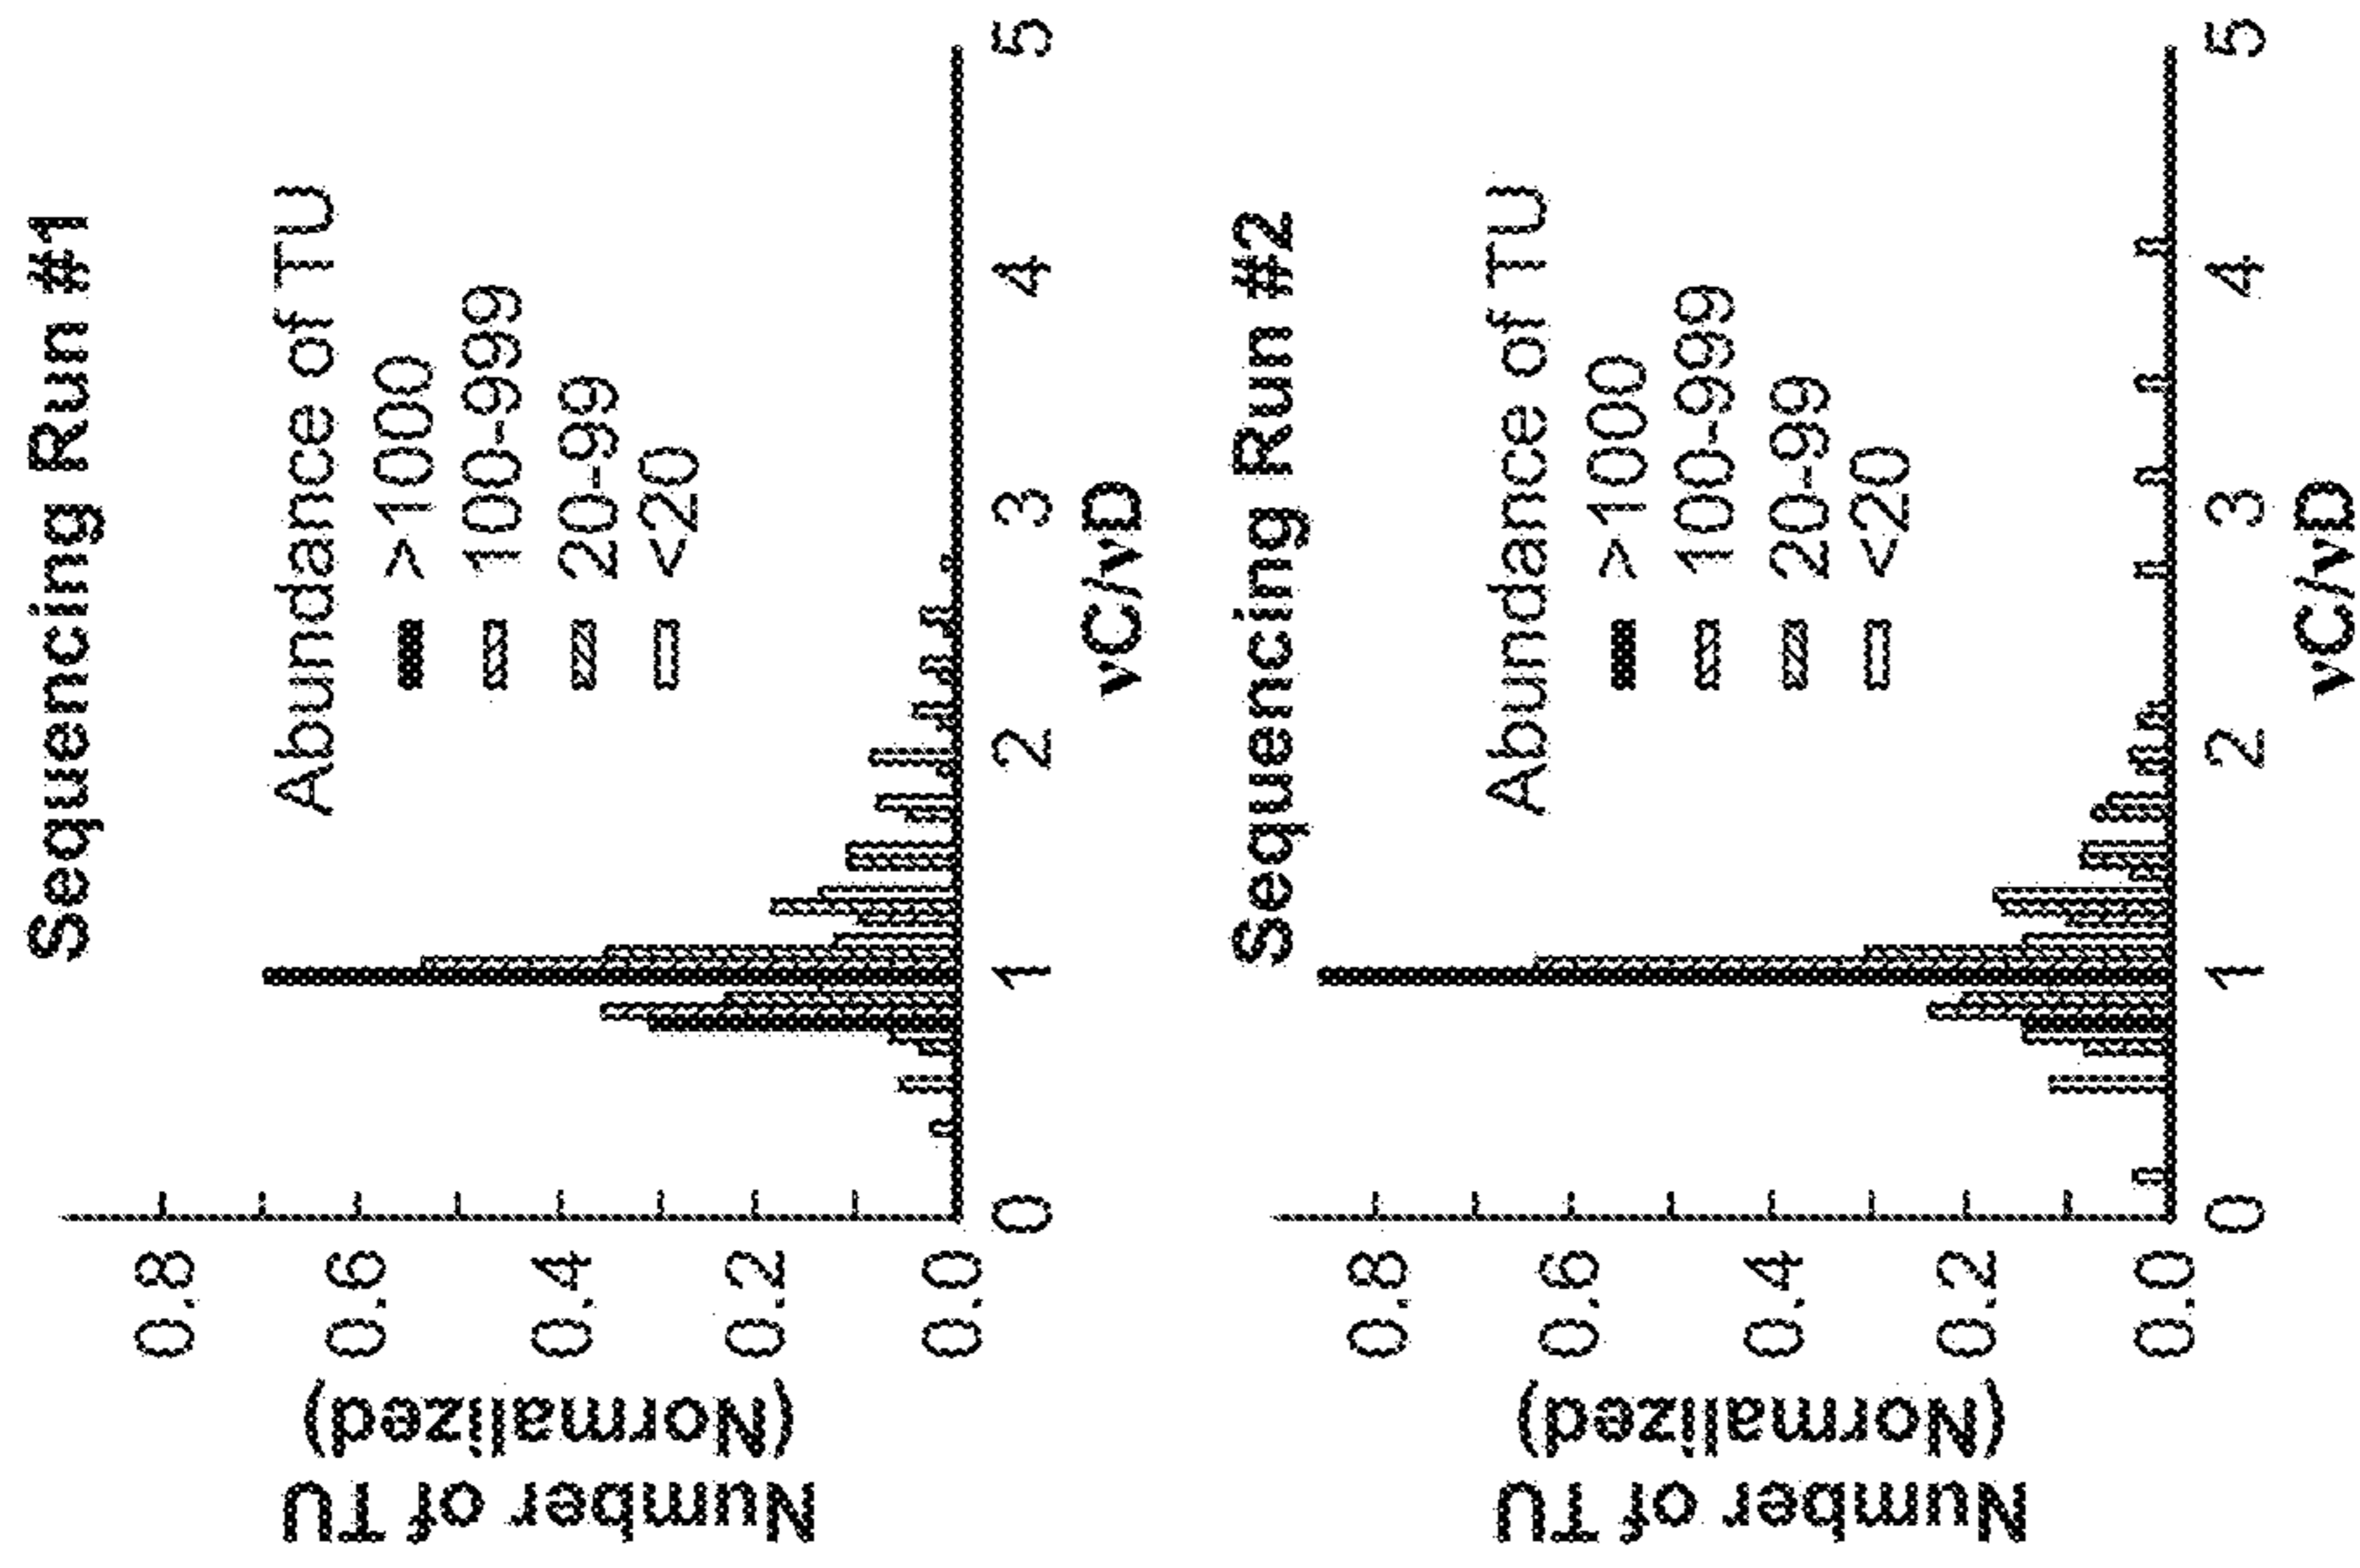 Sequencing Run #1
Abundance of TU
>1000
100-999
20-99
<20
Number of TU
(Normalized)
0.8
0.6
0.4
0.2
0.0
0 1 2 3 4 5
vC/vD
Sequencing Run #2
Abundance of TU
>1000
100-999
20-99
<20
Number of TU
(Normalized)
0.8
0.6
0.4
0.2
0.0
0 1 2 3 4 5
vC/vD